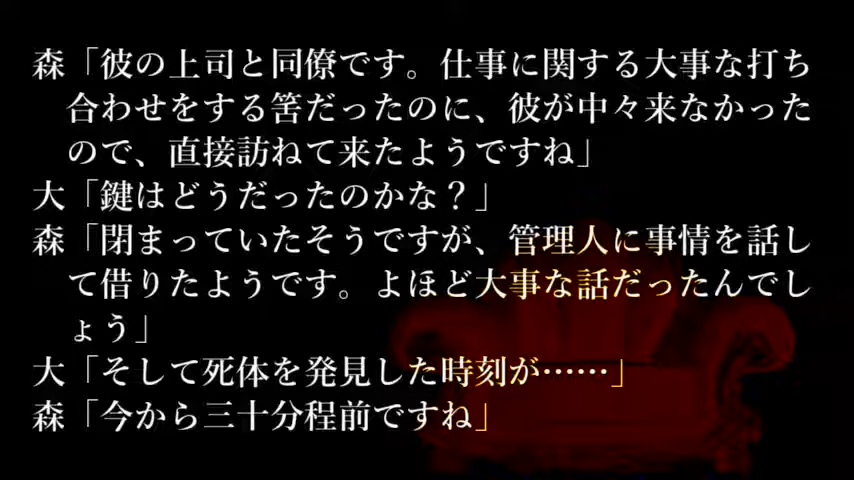 森「彼の上司と同僚です。仕事に関する大事な打ち
合わせをする筈だったのに、彼が中々来なかった
ので、直接訪ねて来たようですね」
大「鍵はどうだったのかな？」
森「閉まっていたそうですが、管理人に事情を話し
て借りたようです。よほど大事な話だったんでし
ょう」
大「そして死体を発見した時刻が……」
森「今から三十分程前ですね」